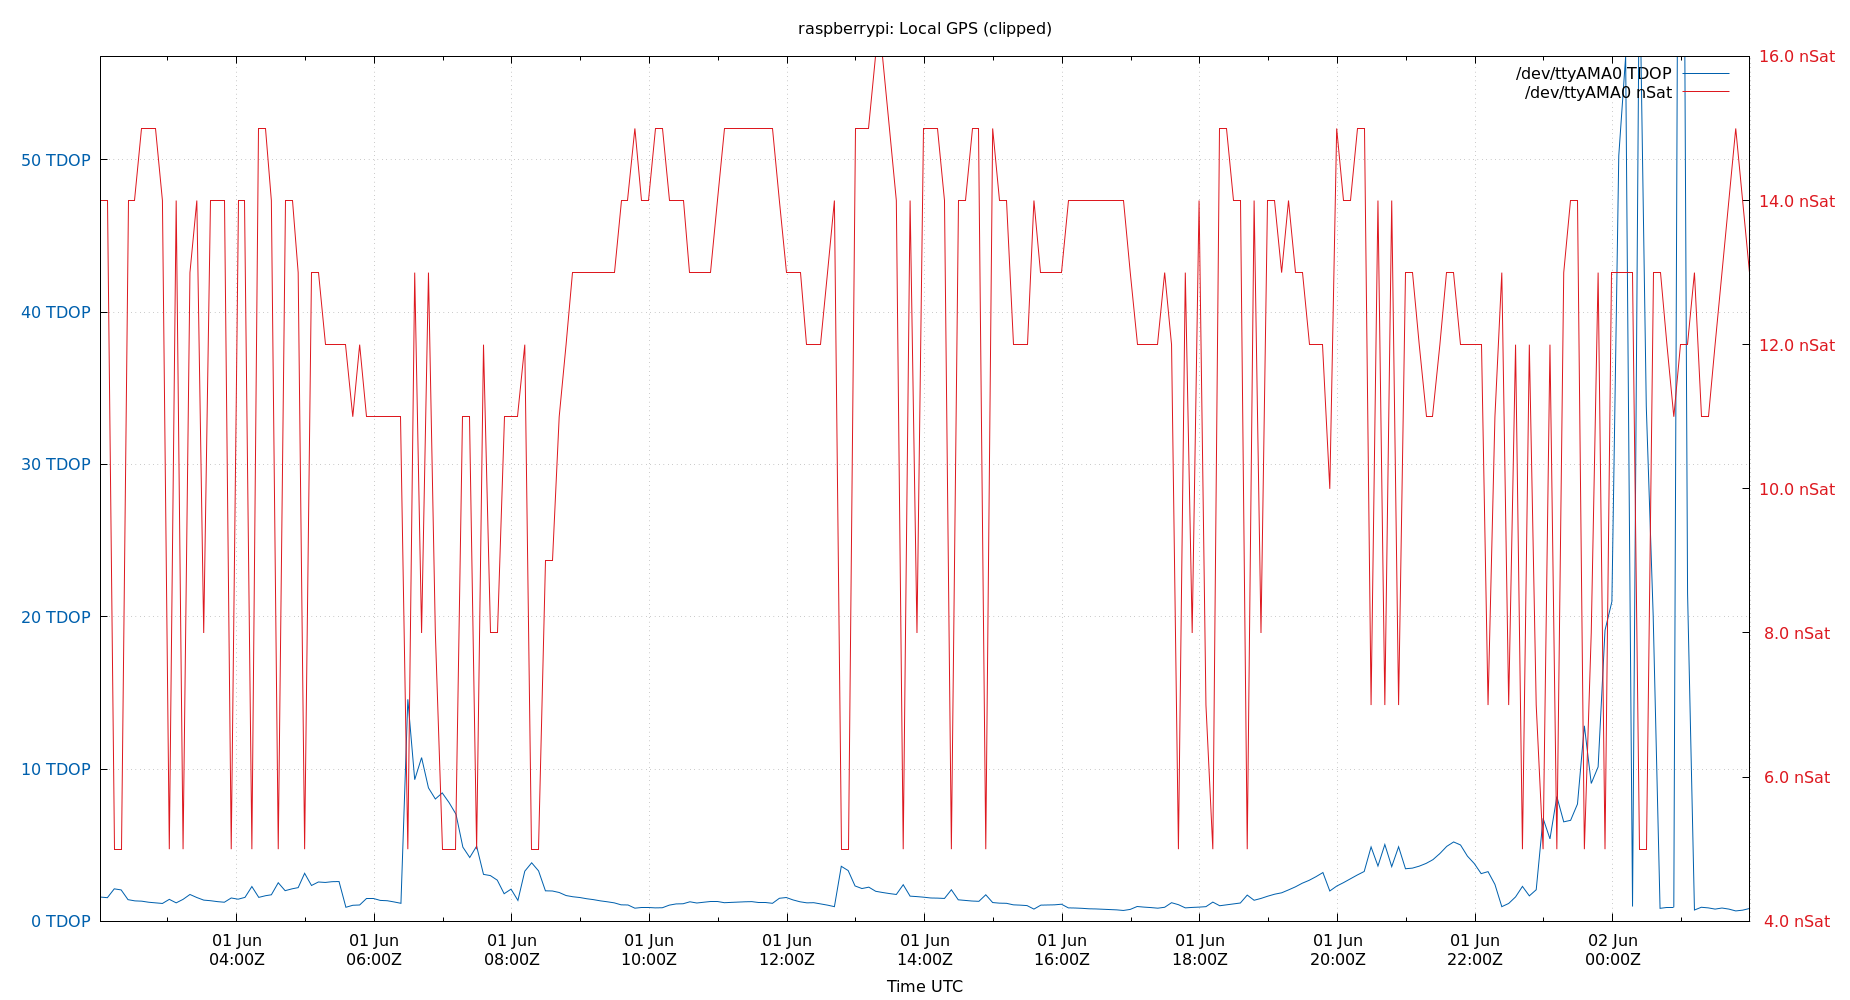 raspberrypi: Local GPS (clipped)
16.0 nSat
/dev/ttyAMA0 TDOP
/dev/ttyAMA0 nSat
50 TDOP
14.0 nSat
40 TDOP
12.0 nSat
30 TDOP
10.0 nSat
20 TDOP
8.0 nSat
10 TDOP
6.0 nSat
0 TDOP
4.0 nSat
01 Jun 01 Jun 01 Jun 01 Jun 01 Jun 01 Jun 01 Jun 01 Jun 01 Jun 01 Jun 02 Jun
04:00Z 06:00Z 08:00Z 10:00Z 12:00Z 14:00Z 16:00Z 18:00Z 20:00Z 22:00Z 00:00Z
Time UTC